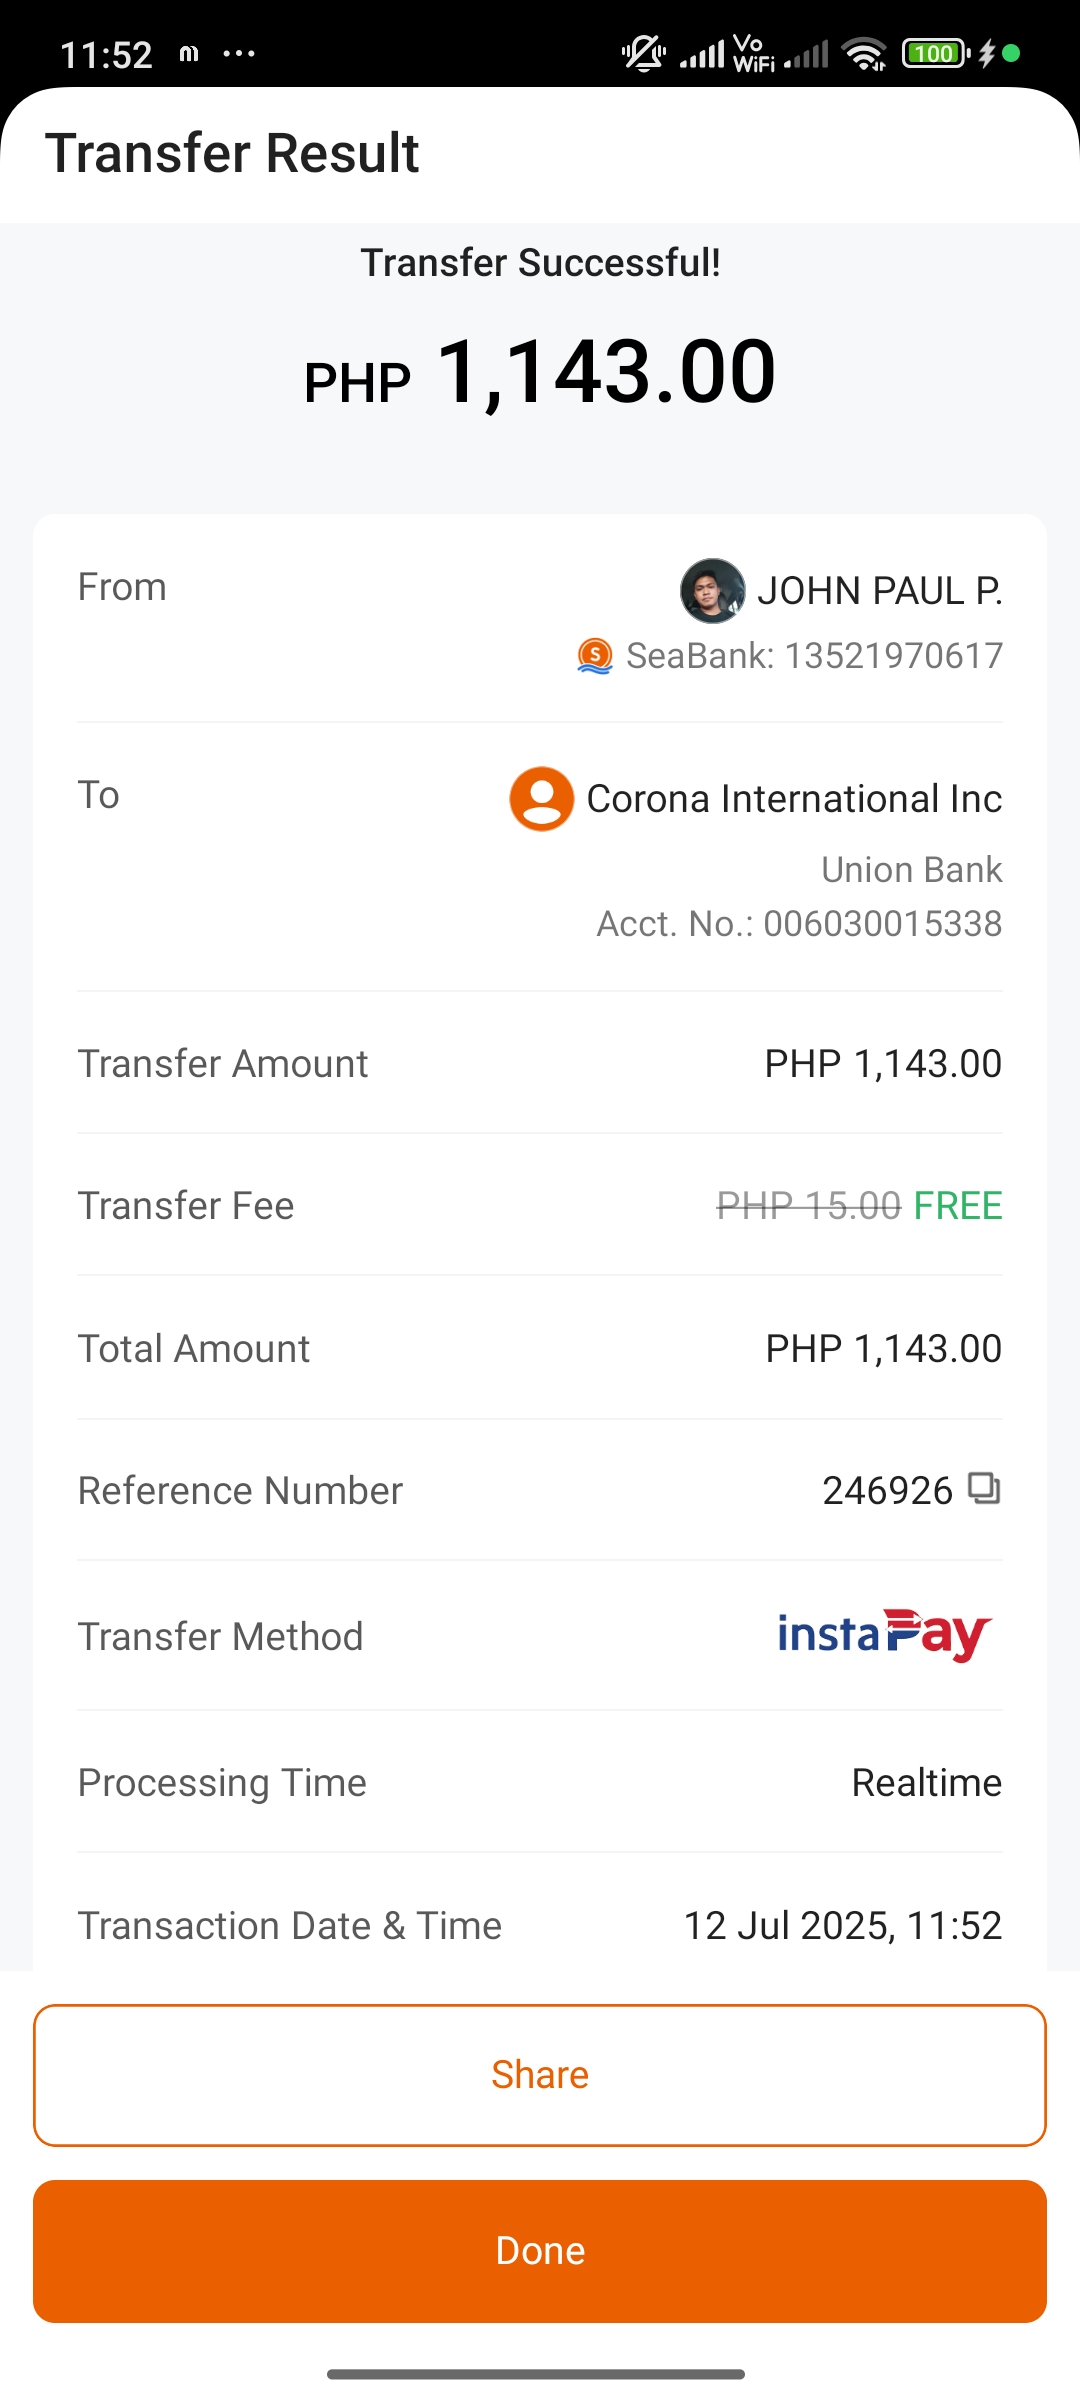 11:52
Vo
WiFi
100
Transfer Result
Transfer Successful!
PHP 1,143.00
From
JOHN PAUL P.
S
SeaBank: 13521970617
To
Corona International Inc
Union Bank
Acct. No.: 006030015338
Transfer Amount
PHP 1,143.00
Transfer Fee
PHP 15.00 FREE
Total Amount
PHP 1,143.00
Reference Number
246926
Transfer Method
instaPay
Processing Time
Realtime
Transaction Date & Time
12 Jul 2025, 11:52
Share
Done